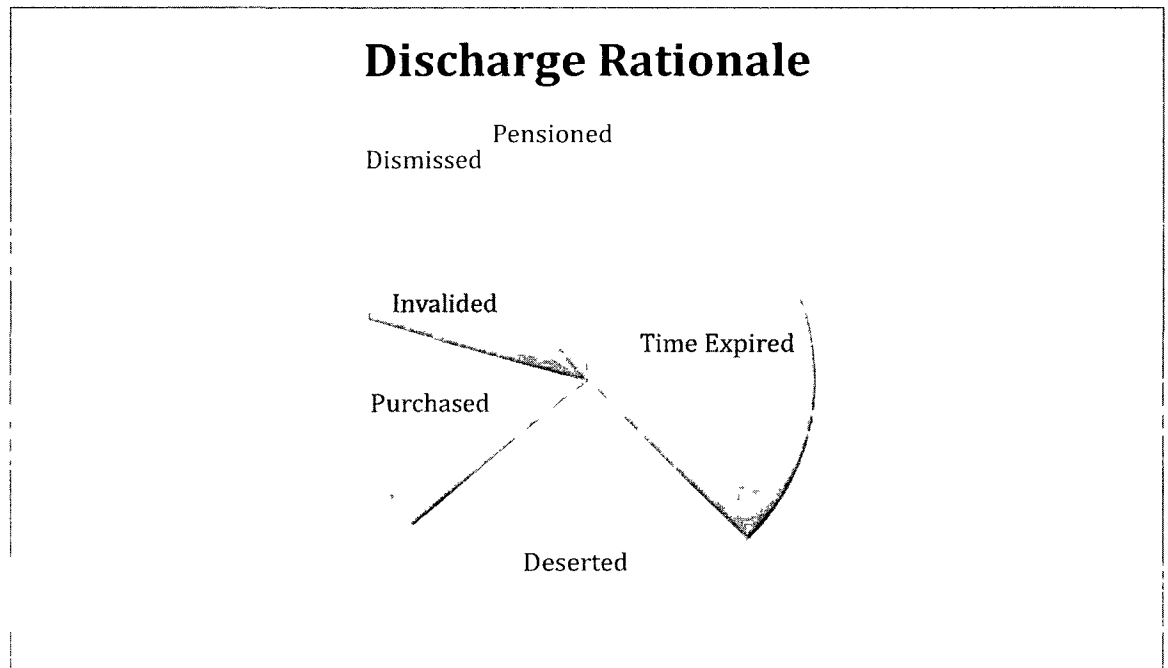 Discharge Rationale
Pensioned
Dismissed
Invalided
Time Expired
Purchased
Deserted